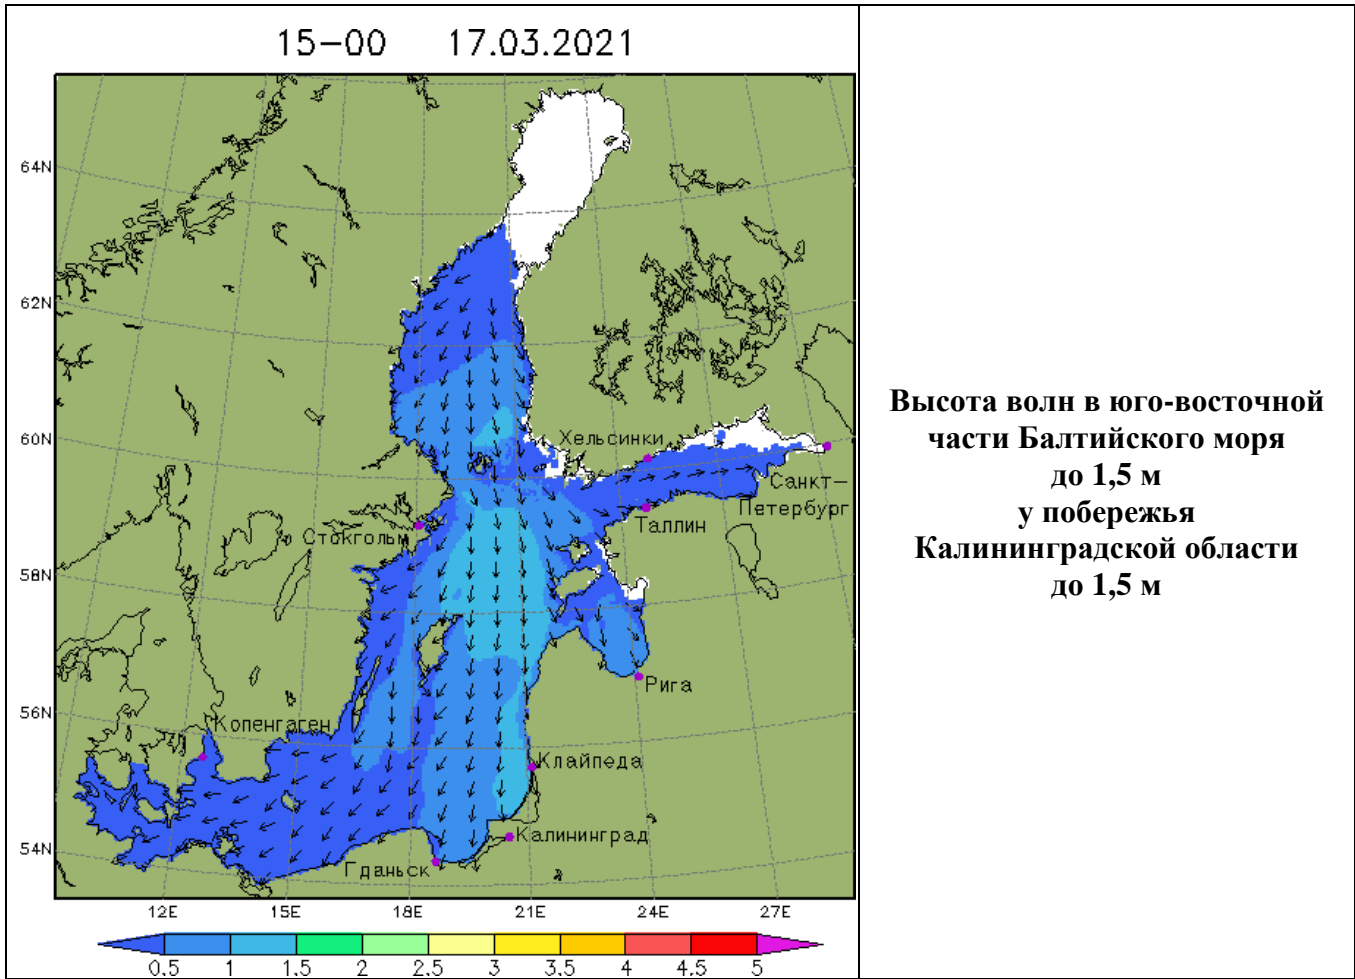 15-00 17.03.2021
64N
62N
60N
58N
56N
54N
Хельсинки
Санкт-
Петербург
Таллин
Стокгольм
Рига
Копенгаген
Клайпеда
Калининград
Гданьск
12E 15E 18E 21E 24E 27E
0.5 1 1.5 2 2.5 3 3.5 4 4.5 5
Высота волн в юго-восточной
части Балтийского моря
до 1,5 м
у побережья
Калининградской области
до 1,5 м